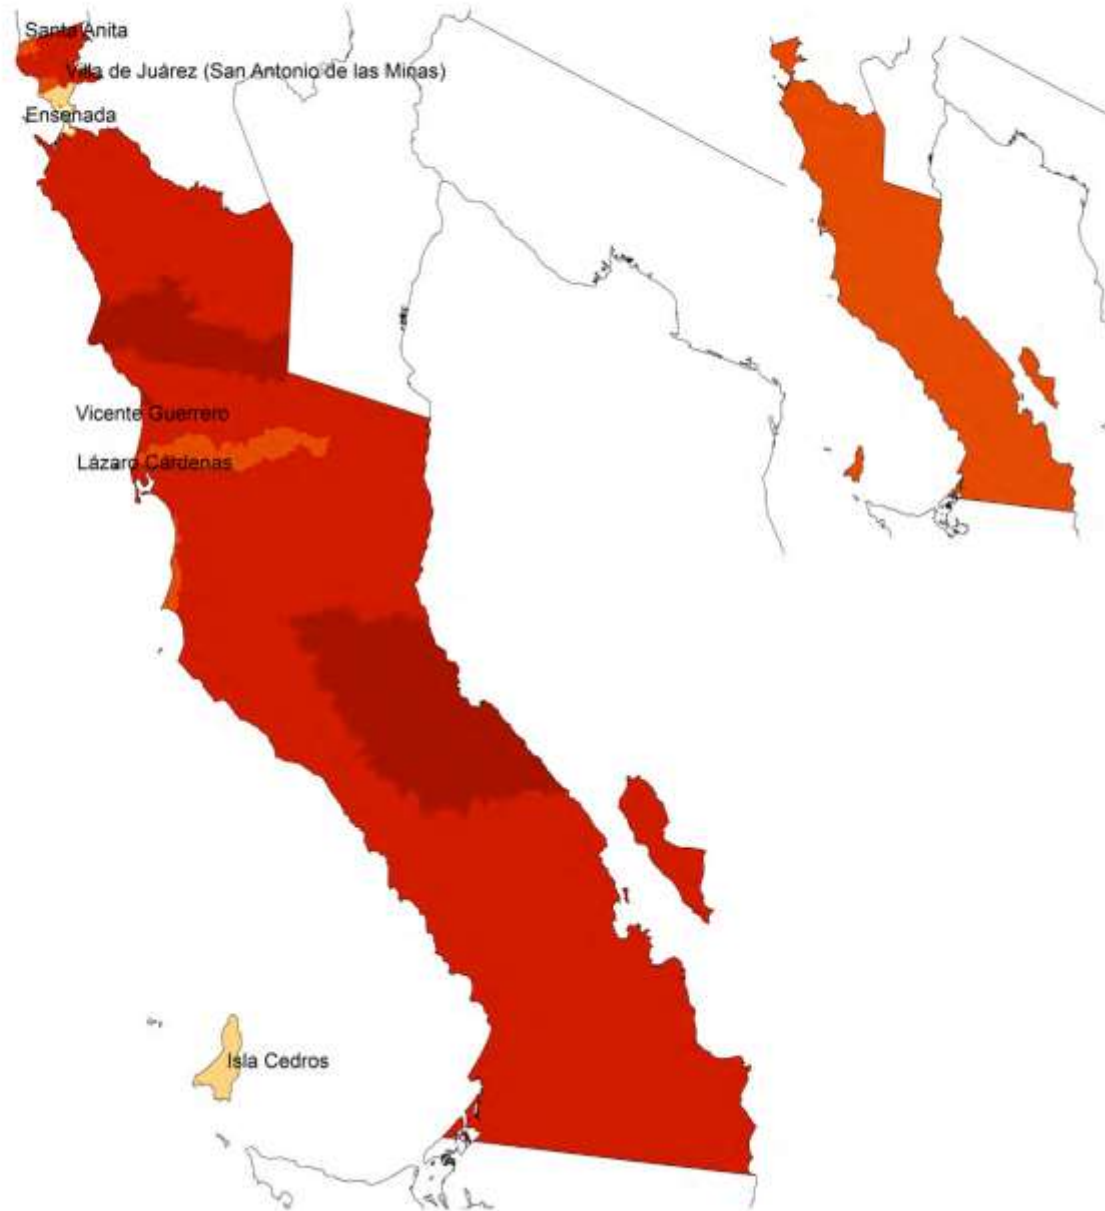 Santa Anita
Villa de Juárez (San Antonio de las Minas)
Ensenada
Vicente Guerrero
Lázaro Cárdenas
Isla Cedros